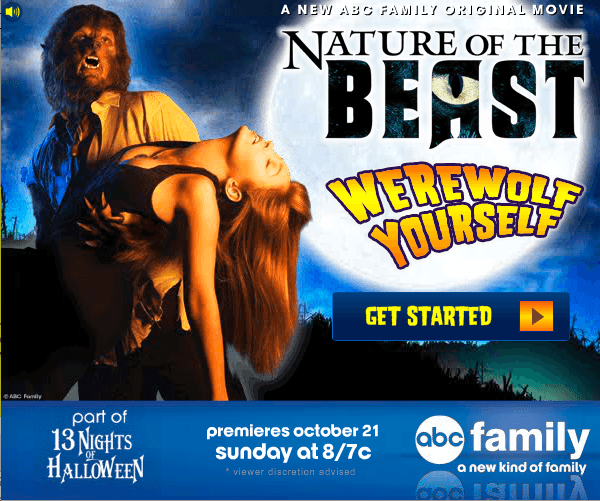 A NEW ABC FAMILY ORIGINAL MOVIE
NATURE OF THE
BEAST
WEREWOLF
YOURSELF
GET STARTED
© ABC Family
part of
13 NIGHTS
OF
HALLOWEEN
premieres october 21
sunday at 8/7c
* viewer discretion advised
abc family
a new kind of family